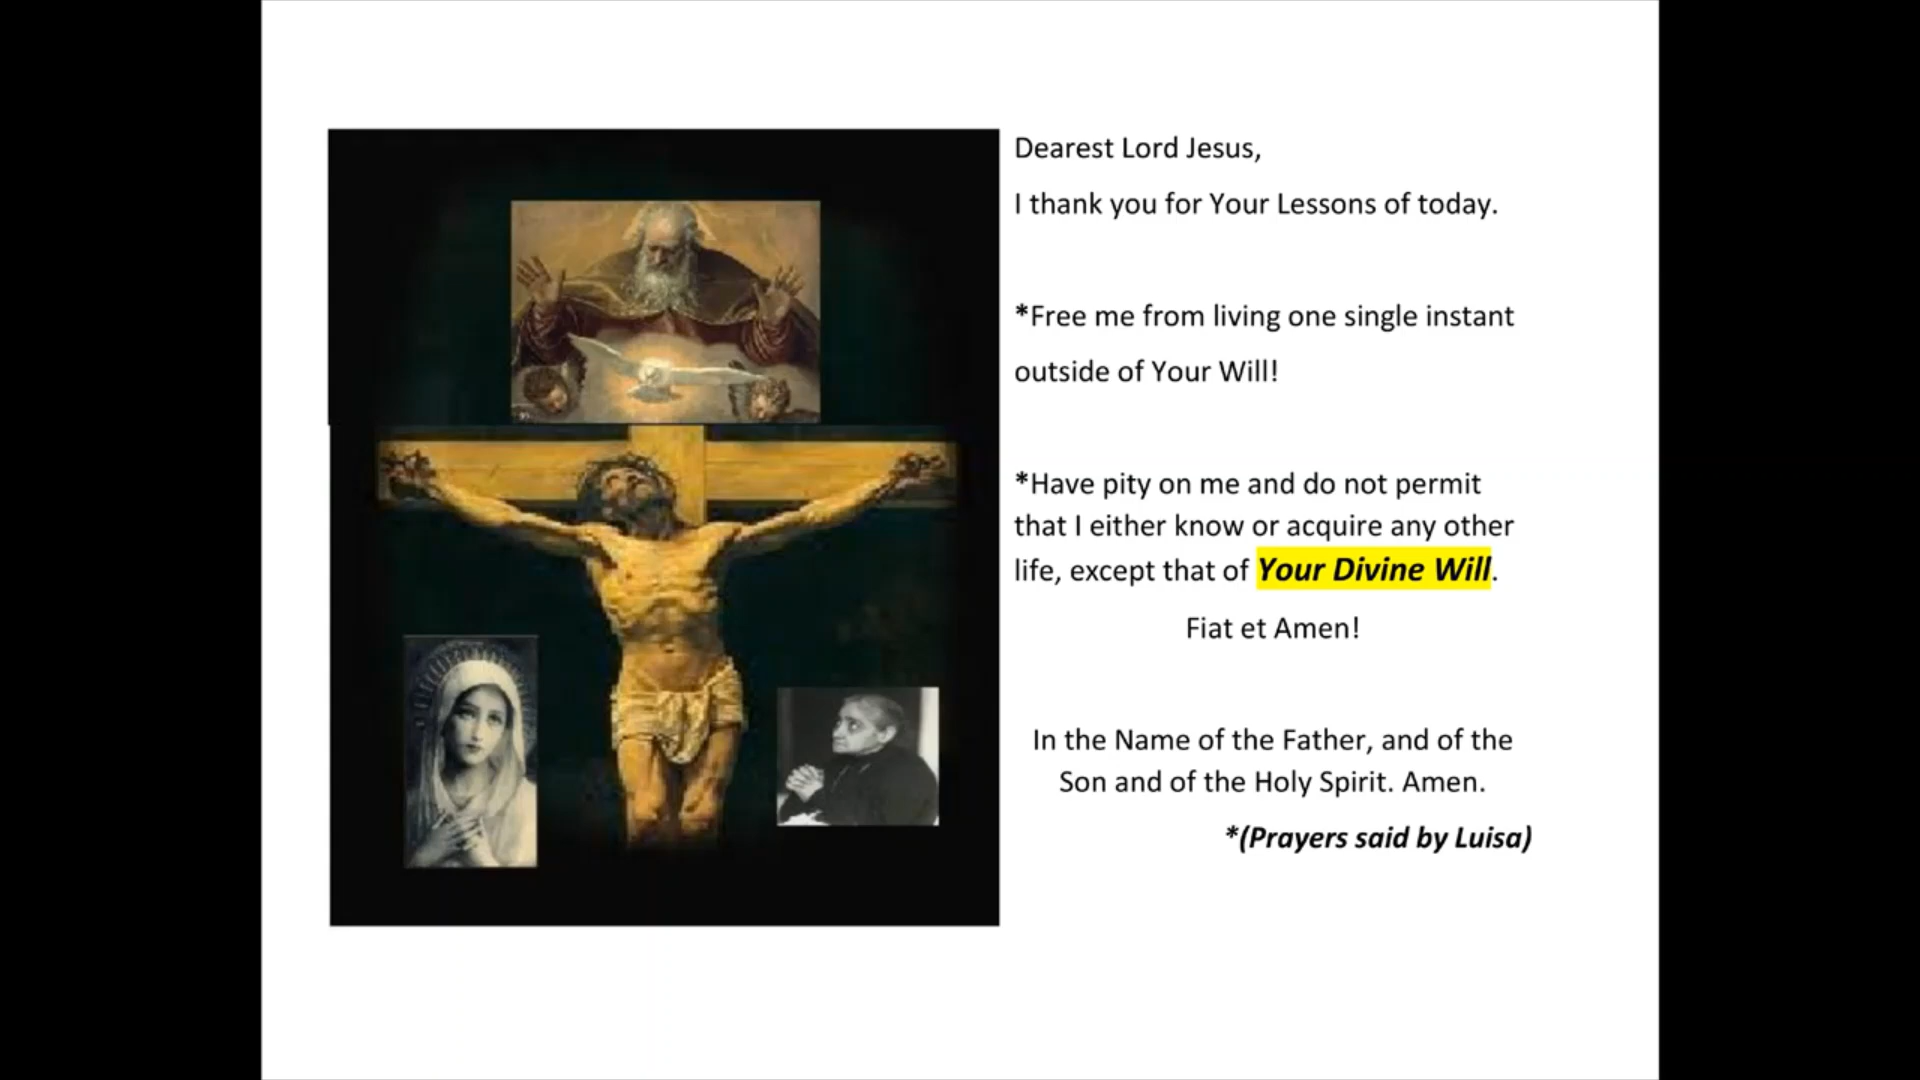 Dearest Lord Jesus,
I thank you for Your Lessons of today.
*Free me from living one single instant
outside of Your Will!
*Have pity on me and do not permit
that I either know or acquire any other
life, except that of Your Divine Will.
Fiat et Amen!
In the Name of the Father, and of the
Son and of the Holy Spirit. Amen.
*(Prayers said by Luisa)